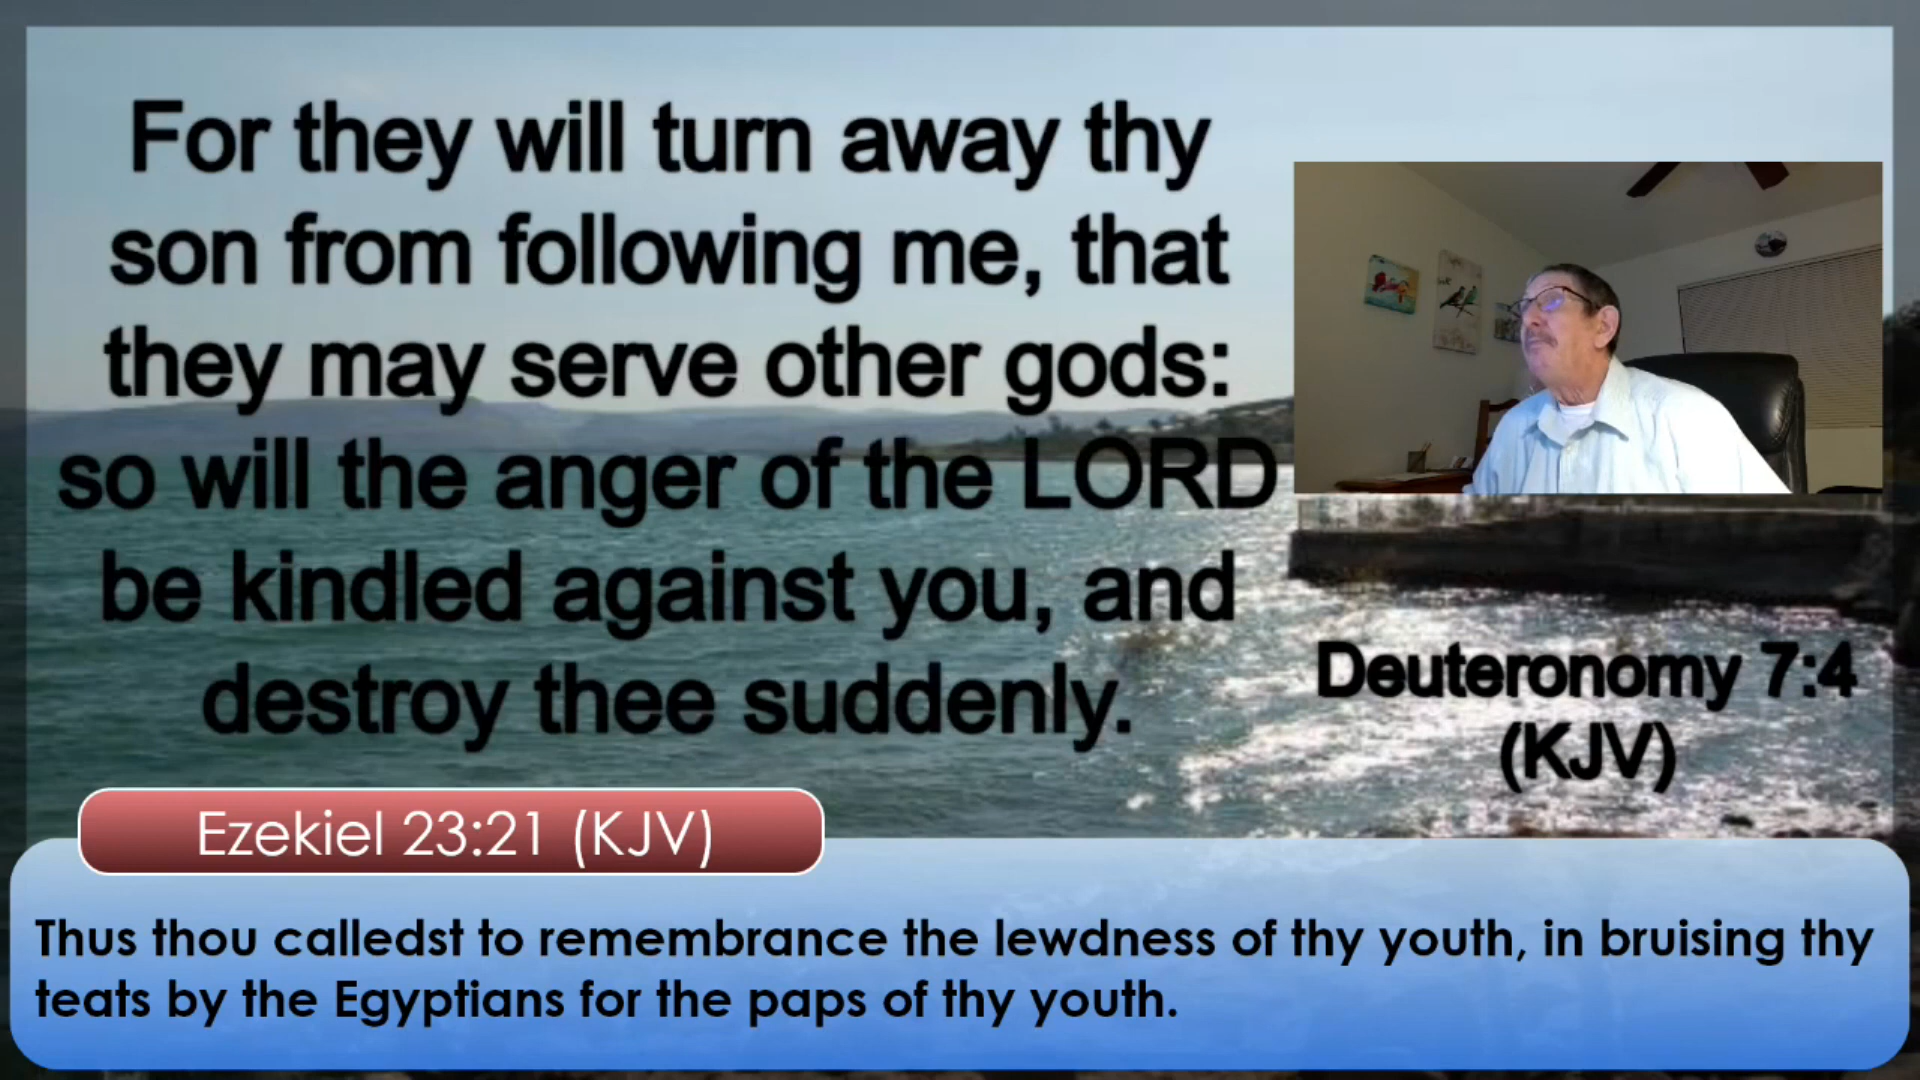 For they will turn away thy
son from following me, that
they may serve other gods:
so will the anger of the LORD
be kindled against you, and
destroy thee suddenly.
Deuteronomy 7:4
(KJV)
Ezekiel 23:21 (KJV)
Thus thou calledst to remembrance the lewdness of thy youth, in bruising thy
teats by the Egyptians for the paps of thy youth.